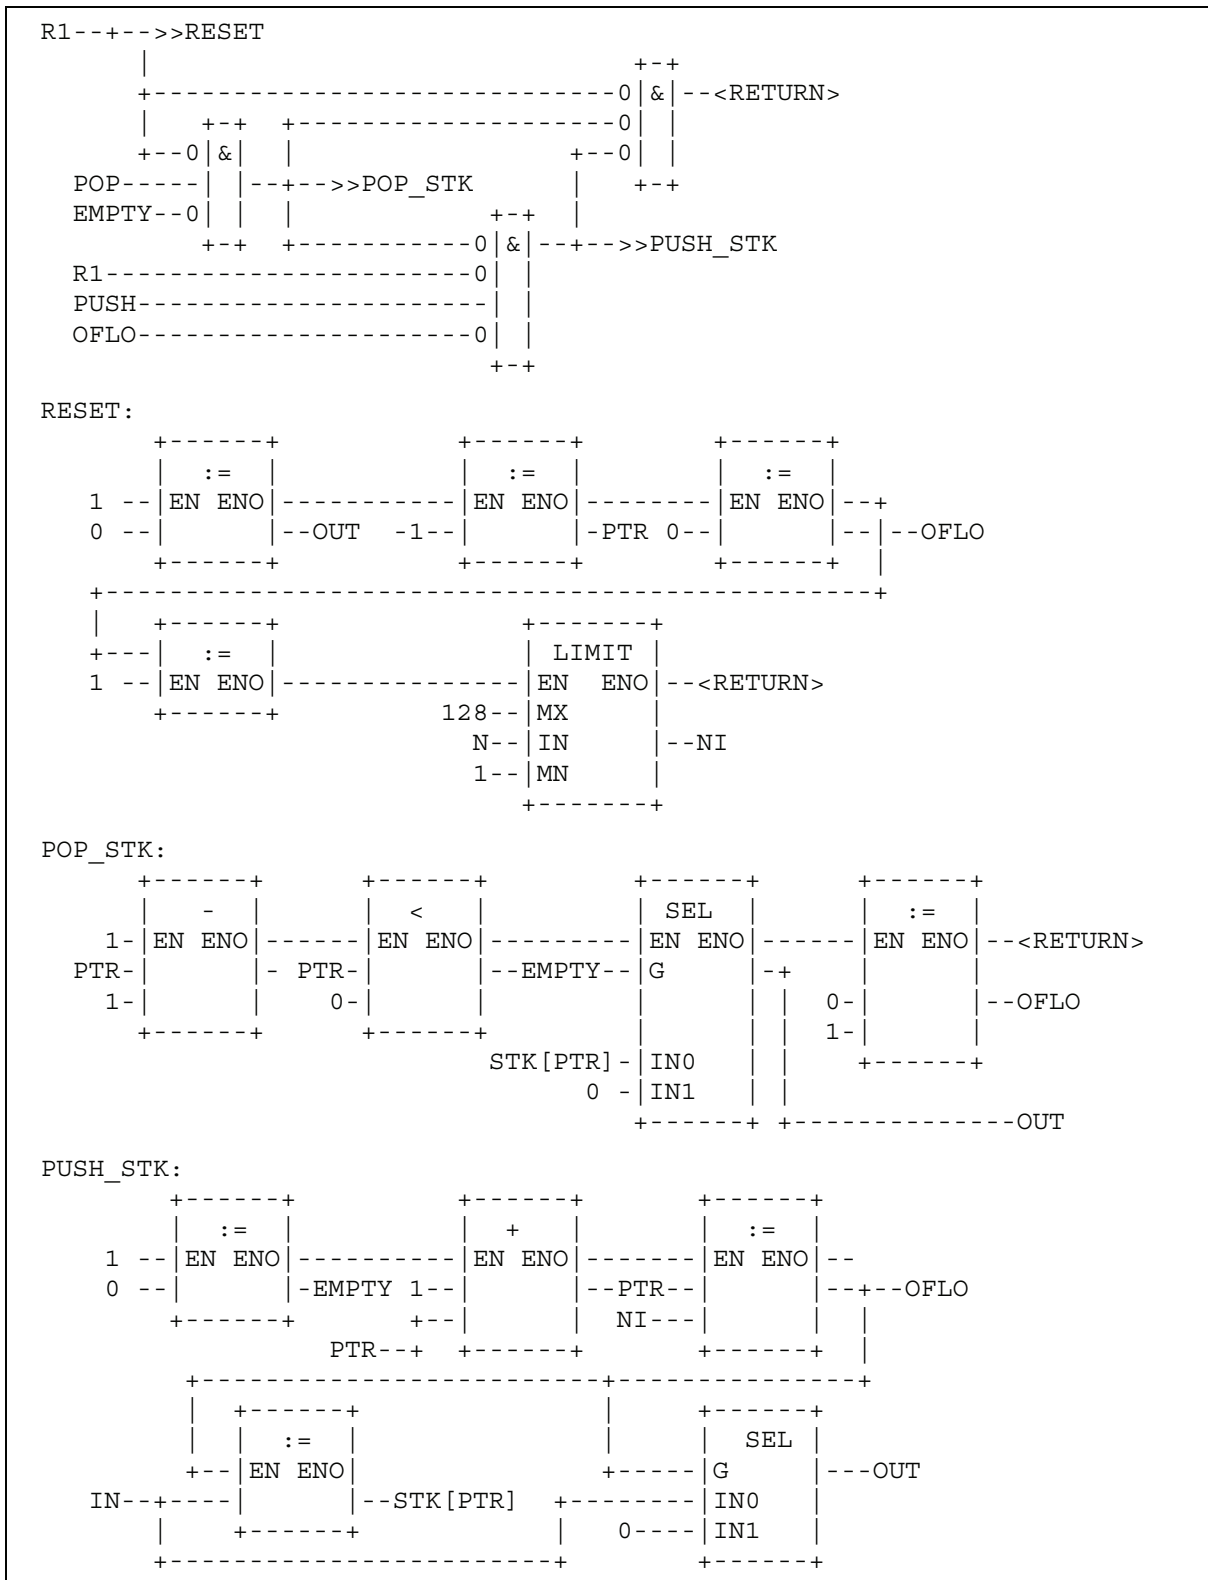 R1--+-->>RESET
    |                               +-+
    +------------------------------0|&|--<RETURN>
    |   +-+  +--------------------0| |
    +--0|&|  |                 +--0| |
POP-----| |--+-->>POP_STK      |   +-+
EMPTY--0| |  |            +-+  |
        +-+  +-----------0|&|--+-->>PUSH_STK
R1-----------------------0| |
PUSH----------------------| |
OFLO---------------------0| |
                          +-+
RESET:
       +------+            +------+         +------+
       |  :=  |            |  :=  |         |  :=  |
  1 --|EN ENO|-----------|EN ENO|--------|EN ENO|--+
  0 --|      |--OUT  -1--|      |-PTR 0--|      |--|--OFLO
       +------+            +------+         +------+  |
  +--------------------------------------------------+
  |   +------+                +-------+
  +---|  :=  |                | LIMIT |
  1 --|EN ENO|---------------|EN  ENO|--<RETURN>
      +------+          128--|MX     |
                          N--|IN     |--NI
                          1--|MN     |
                             +-------+
POP_STK:
      +------+      +------+         +------+      +------+
      |  -   |      |  <   |         | SEL  |      |  :=  |
    1-|EN ENO|------|EN ENO|---------|EN ENO|------|EN ENO|--<RETURN>
  PTR-|      |- PTR-|      |--EMPTY--|G     |-+    |      |
    1-|      |    0-|      |         |      | |  0-|      |--OFLO
      +------+      +------+         |      | |  1-|      |
                           STK[PTR]-|IN0   | |    +------+
                                 0 -|IN1   | |
                                     +------+ +--------------OUT
PUSH_STK:
        +------+          +------+       +------+
        |  :=  |          |  +   |       |  :=  |
   1 --|EN ENO|----------|EN ENO|-------|EN ENO|--
   0 --|      |-EMPTY 1--|      |--PTR--|      |--+--OFLO
        +------+       +--|      |  NI---|      |  |
                  PTR--+  +------+       +------+  |
         +--------------------------+----------------+
         |  +------+                |     +------+
         |  |  :=  |                |     |  SEL |
         +--|EN ENO|                +-----|G     |---OUT
  IN--+----|      |--STK[PTR]  +--------|IN0   |
      |    +------+            |   0----|IN1   |
      +------------------------+        +------+